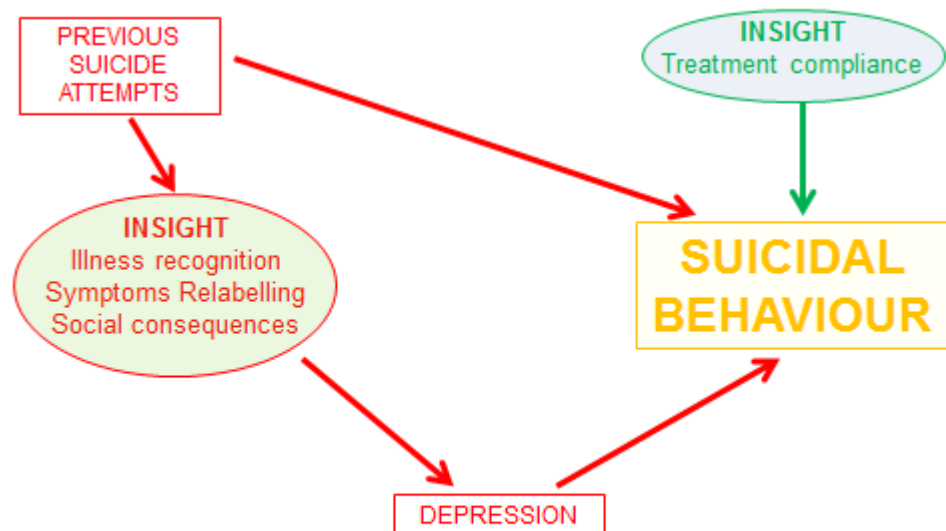 PREVIOUS
SUICIDE
ATTEMPTS
INSIGHT
Treatment compliance
INSIGHT
Illness recognition
Symptoms Relabelling
Social consequences
SUICIDAL
BEHAVIOUR
DEPRESSION